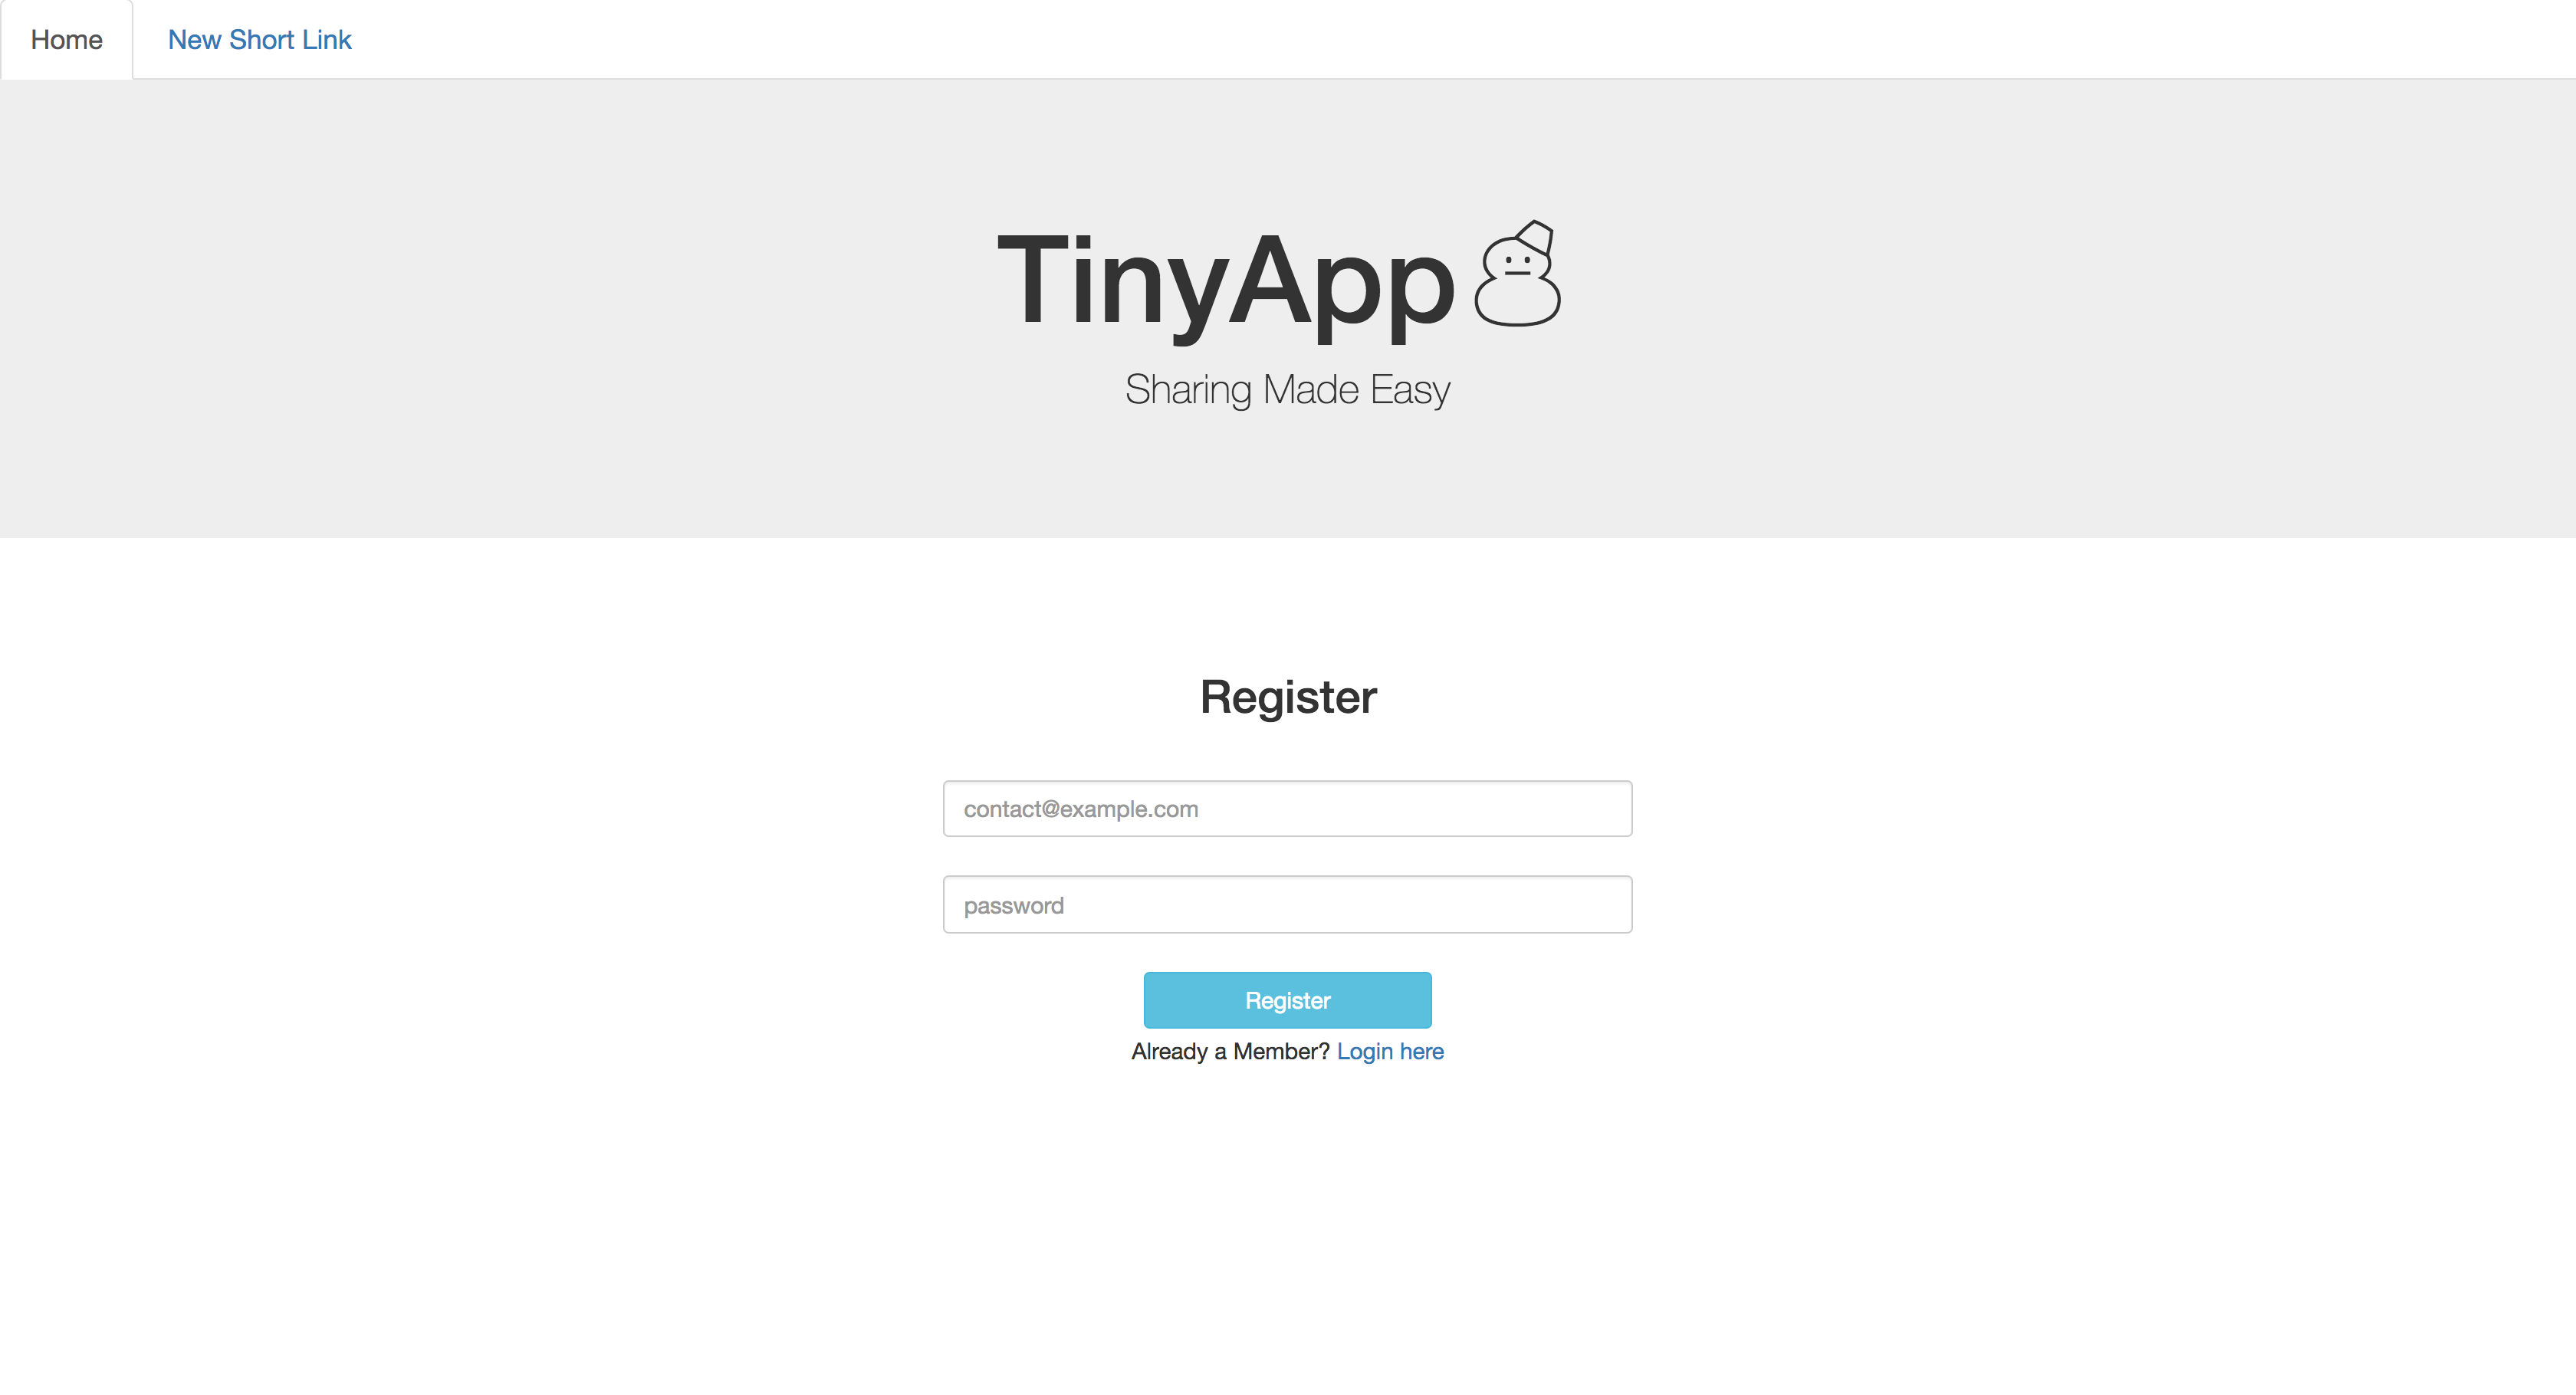 Home
New Short Link
TinyApp
Sharing Made Easy
Register
contact@example.com
password
Register
Already a Member? Login here